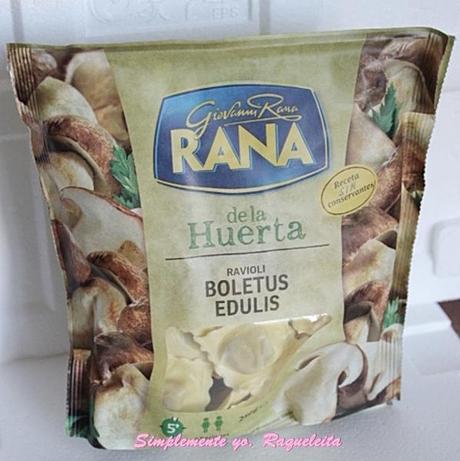 Giovanni Rana
RANA
Receta
SIN
conservantes
de la
Huerta
RAVIOLI
BOLETUS
EDULIS
5
Simplemente yo, Raqueleita